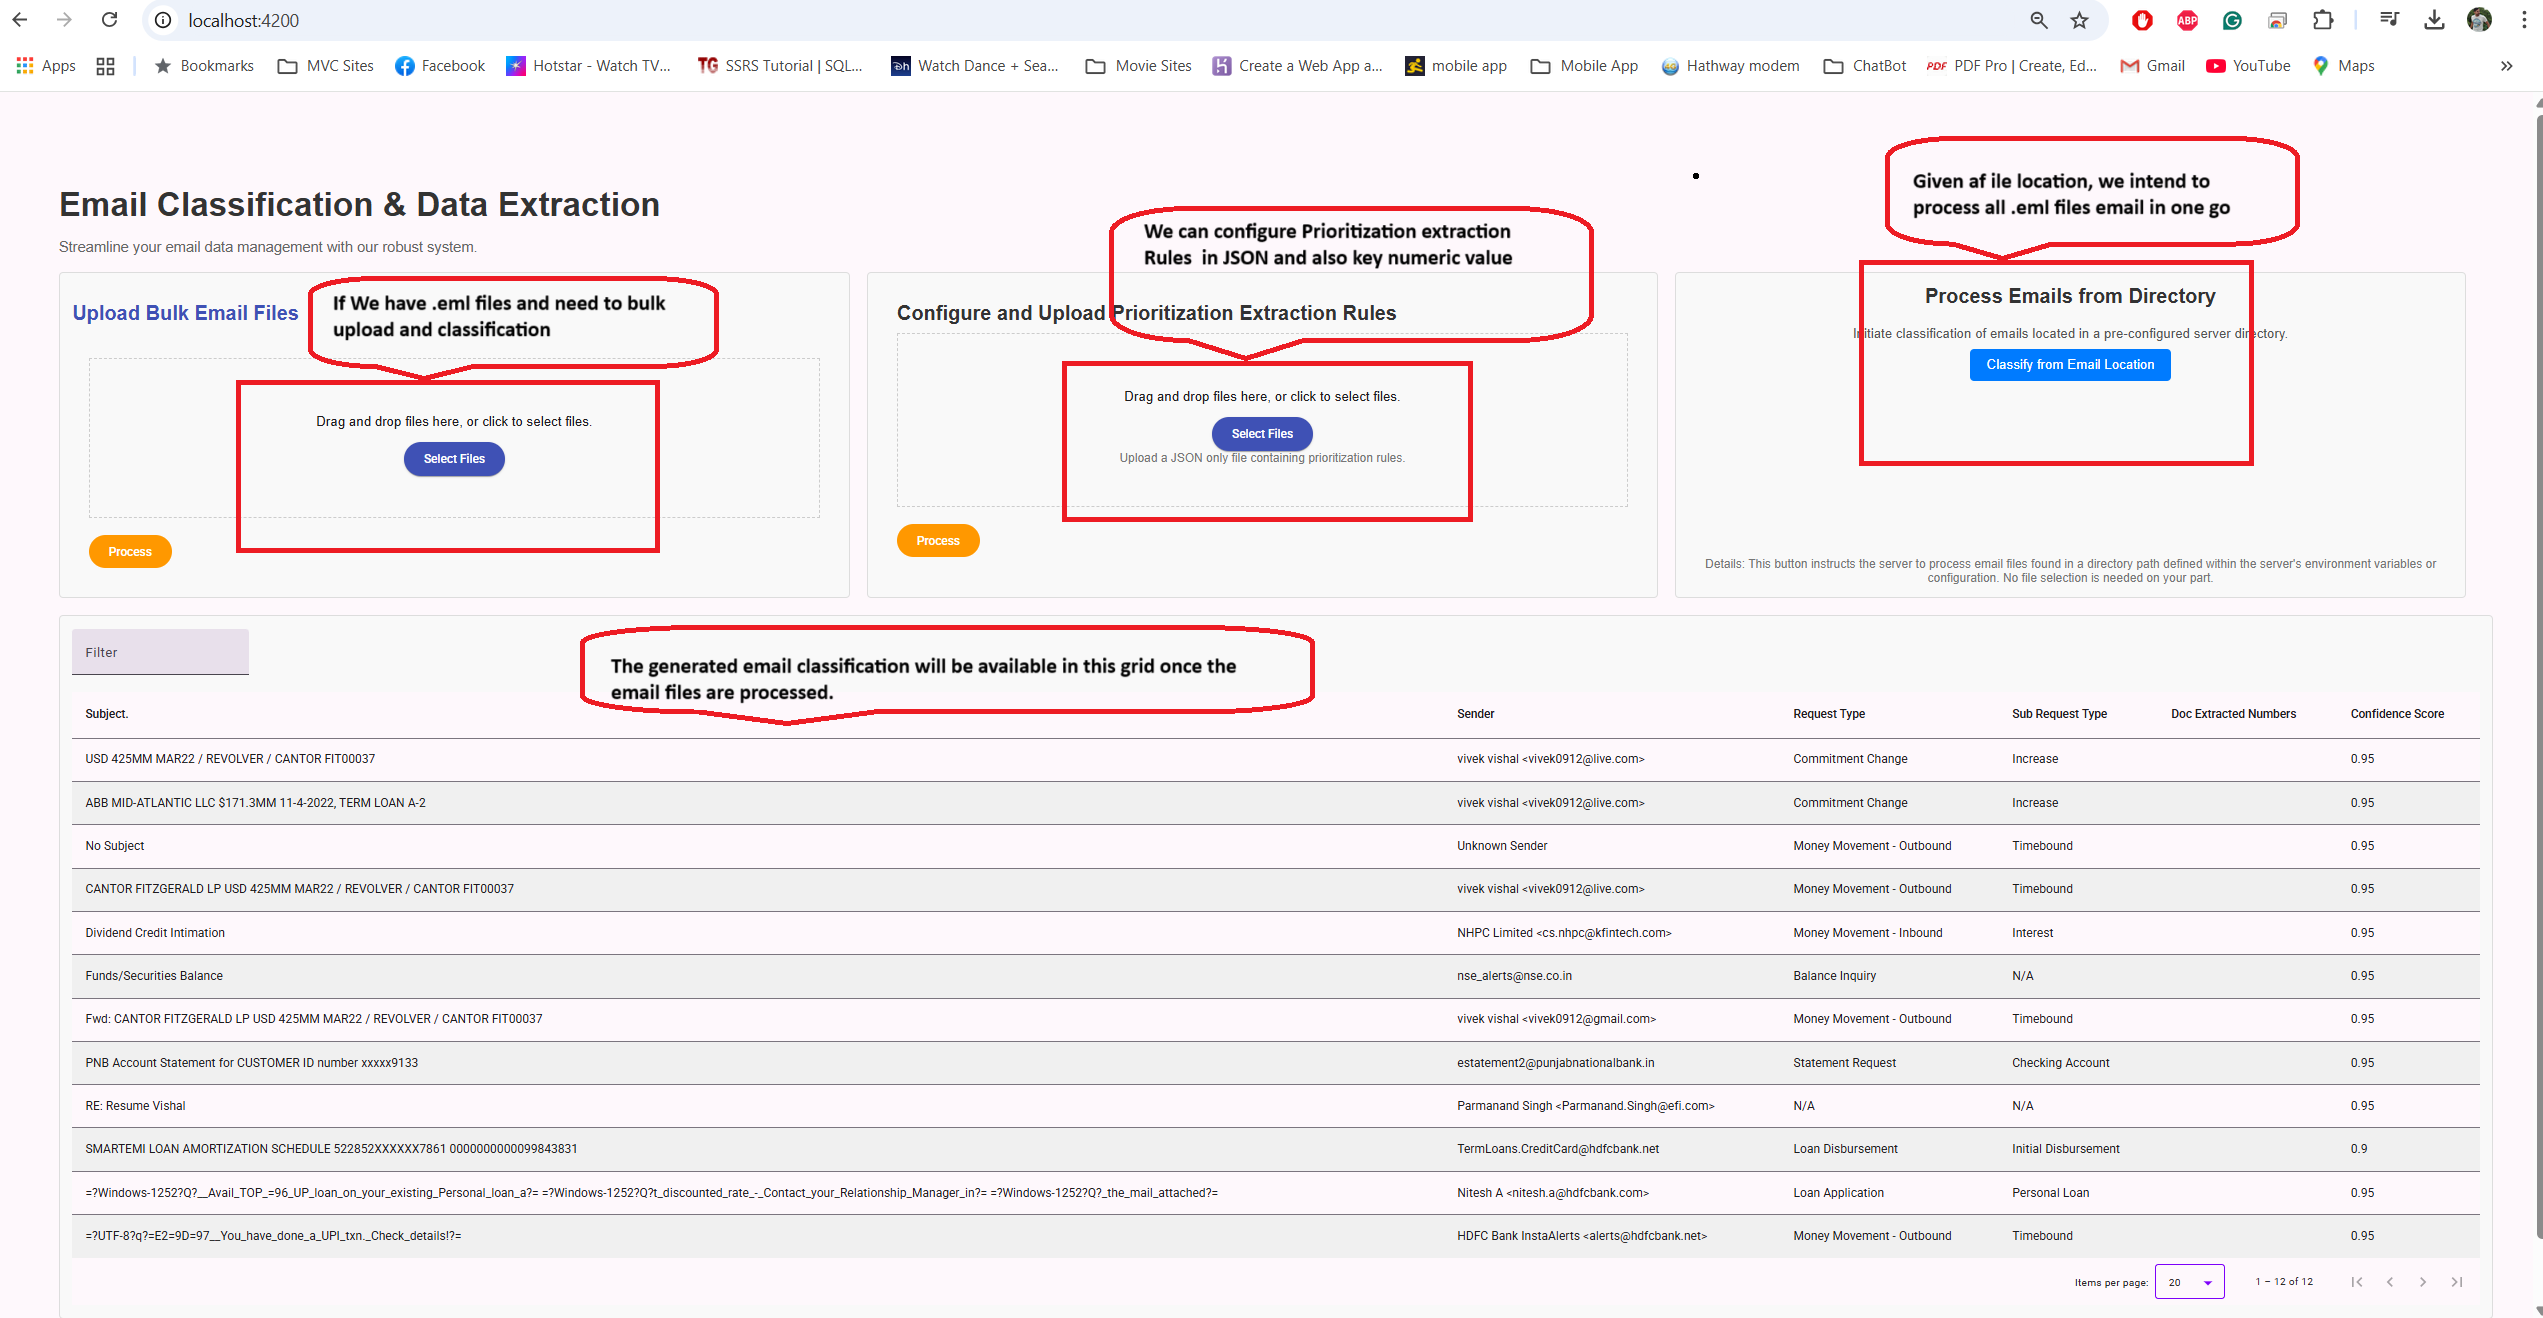 localhost:4200
Apps
Bookmarks
MVC Sites
Facebook
Hotstar - Watch TV...
TG SSRS Tutorial | SQL...
Dh Watch Dance + Sea...
Movie Sites
Create a Web App a...
mobile app
Mobile App
Hathway modem
ChatBot
PDF PDF Pro | Create, Ed...
Gmail
YouTube
Maps
ABP
Email Classification & Data Extraction
Streamline your email data management with our robust system.
Upload Bulk Email Files
If We have .eml files and need to bulk
upload and classification
Drag and drop files here, or click to select files.
Select Files
Process
We can configure Prioritization extraction
Rules in JSON and also key numeric value
Configure and Upload Prioritization Extraction Rules
Drag and drop files here, or click to select files.
Select Files
Upload a JSON only file containing prioritization rules.
Process
Given af ile location, we intend to
process all .eml files email in one go
Process Emails from Directory
Initiate classification of emails located in a pre-configured server directory.
Classify from Email Location
Details: This button instructs the server to process email files found in a directory path defined within the server's environment variables or
configuration. No file selection is needed on your part.
Filter
The generated email classification will be available in this grid once the
email files are processed.
Subject. Sender Request Type Sub Request Type Doc Extracted Numbers Confidence Score
USD 425MM MAR22 / REVOLVER / CANTOR FIT00037 vivek vishal <vivek0912@live.com> Commitment Change Increase 0.95
ABB MID-ATLANTIC LLC $171.3MM 11-4-2022, TERM LOAN A-2 vivek vishal <vivek0912@live.com> Commitment Change Increase 0.95
No Subject Unknown Sender Money Movement - Outbound Timebound 0.95
CANTOR FITZGERALD LP USD 425MM MAR22 / REVOLVER / CANTOR FIT00037 vivek vishal <vivek0912@live.com> Money Movement - Outbound Timebound 0.95
Dividend Credit Intimation NHPC Limited <cs.nhpc@kfintech.com> Money Movement - Inbound Interest 0.95
Funds/Securities Balance nse_alerts@nse.co.in Balance Inquiry N/A 0.95
Fwd: CANTOR FITZGERALD LP USD 425MM MAR22 / REVOLVER / CANTOR FIT00037 vivek vishal <vivek0912@gmail.com> Money Movement - Outbound Timebound 0.95
PNB Account Statement for CUSTOMER ID number xxxxx9133 estatement2@punjabnationalbank.in Statement Request Checking Account 0.95
RE: Resume Vishal Parmanand Singh <Parmanand.Singh@efi.com> N/A N/A 0.95
SMARTEMI LOAN AMORTIZATION SCHEDULE 522852XXXXXX7861 0000000000099843831 TermLoans.CreditCard@hdfcbank.net Loan Disbursement Initial Disbursement 0.9
=?Windows-1252?Q?__Avail_TOP_=96_UP_loan_on_your_existing_Personal_loan_a?= =?Windows-1252?Q?t_discounted_rate_-_Contact_your_Relationship_Manager_in?= =?Windows-1252?Q?_the_mail_attached?= Nitesh A <nitesh.a@hdfcbank.com> Loan Application Personal Loan 0.95
=?UTF-8?q?=E2=9D=97__You_have_done_a_UPI_txn._Check_details!?= HDFC Bank InstaAlerts <alerts@hdfcbank.net> Money Movement - Outbound Timebound 0.95
Items per page: 20 1 – 12 of 12